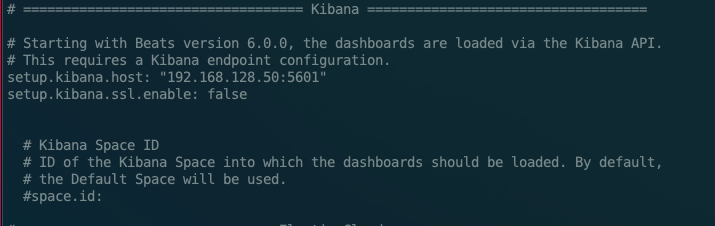 # =================================== Kibana ===================================
# Starting with Beats version 6.0.0, the dashboards are loaded via the Kibana API.
# This requires a Kibana endpoint configuration.
setup.kibana.host: "192.168.128.50:5601"
setup.kibana.ssl.enable: false
# Kibana Space ID
# ID of the Kibana Space into which the dashboards should be loaded. By default,
# the Default Space will be used.
#space.id: